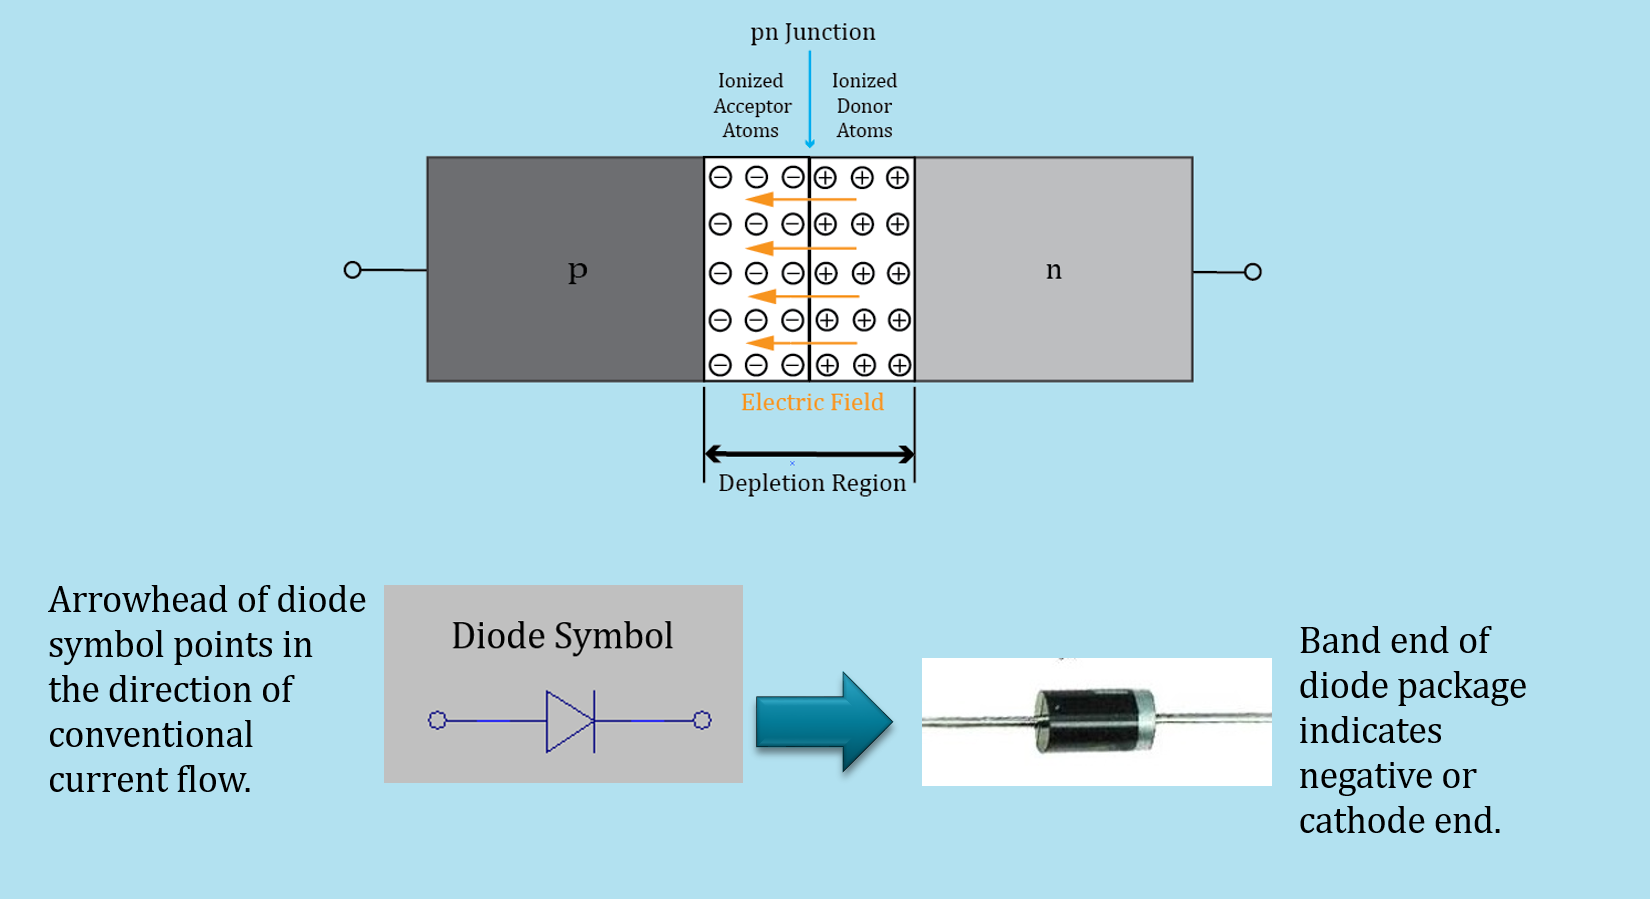 pn Junction
Ionized
Acceptor
Atoms
Ionized
Donor
Atoms
p
n
Electric Field
Depletion Region
Arrowhead of diode
symbol points in
the direction of
conventional
current flow.
Diode Symbol
Band end of
diode package
indicates
negative or
cathode end.